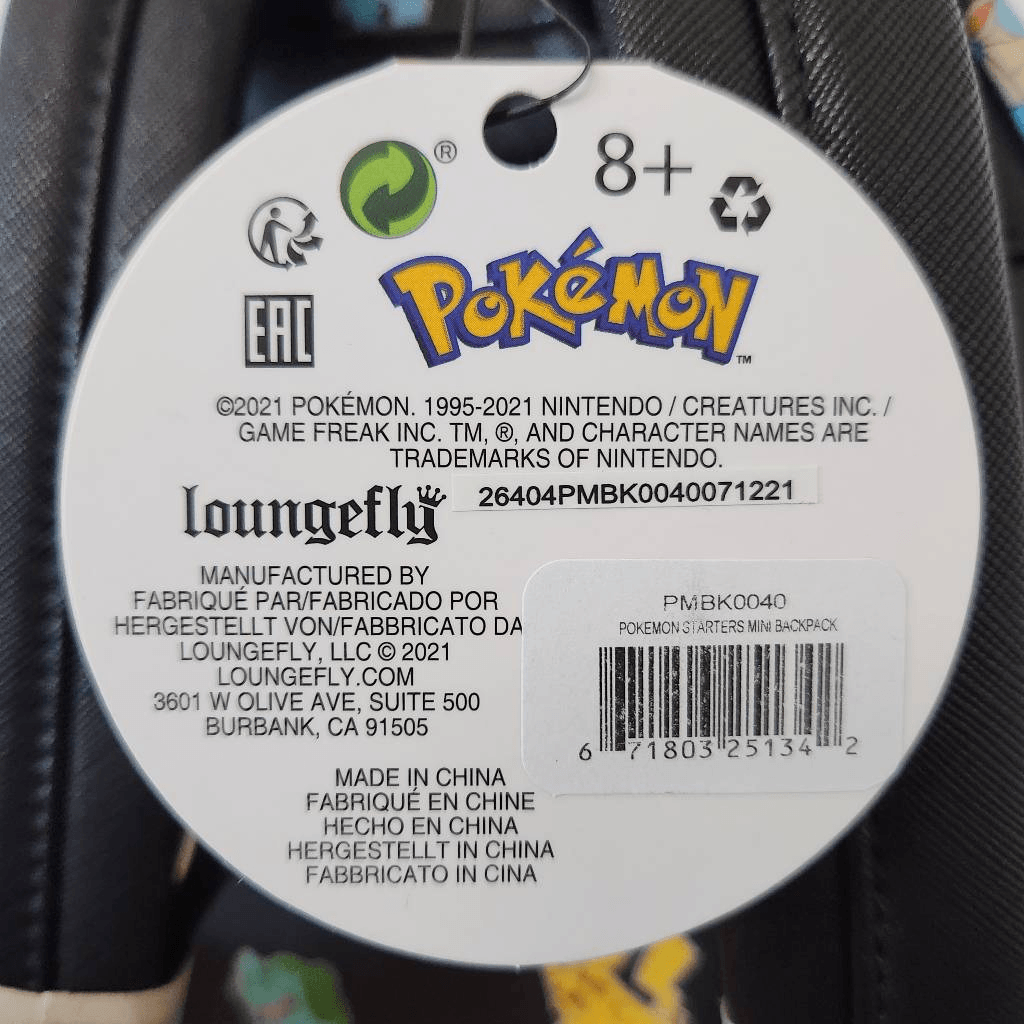 ®
8+
EAC
POKéMON
™
©2021 POKÉMON. 1995-2021 NINTENDO / CREATURES INC. /
GAME FREAK INC. TM, ®, AND CHARACTER NAMES ARE
TRADEMARKS OF NINTENDO.
loungefly
26404PMBK0040071221
MANUFACTURED BY
FABRIQUÉ PAR/FABRICADO POR
HERGESTELLT VON/FABBRICATO DA
LOUNGEFLY, LLC © 2021
LOUNGEFLY.COM
3601 W OLIVE AVE, SUITE 500
BURBANK, CA 91505
PMBK0040
POKEMON STARTERS MINI BACKPACK
6 71803 25134 2
MADE IN CHINA
FABRIQUÉ EN CHINE
HECHO EN CHINA
HERGESTELLT IN CHINA
FABBRICATO IN CINA